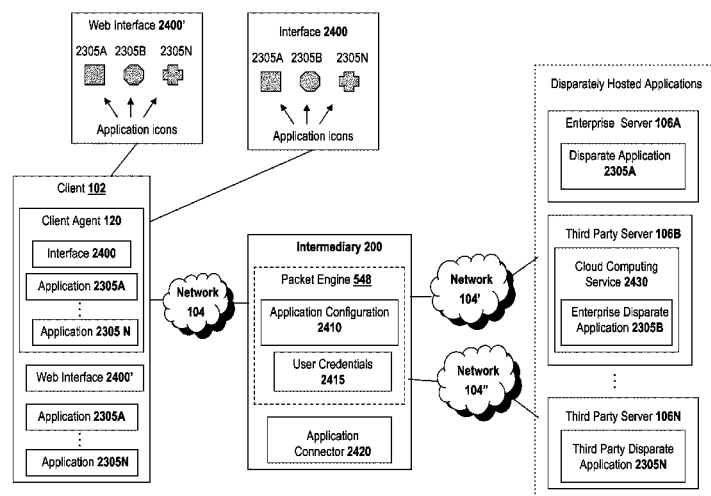 Web Interface 2400'
2305A 2305B 2305N
Application icons
Interface 2400
2305A 2305B 2305N
Application icons
Client 102
Client Agent 120
Interface 2400
Application 2305A
Application 2305 N
Web Interface 2400'
Application 2305A
Application 2305N
Network
104
Intermediary 200
Packet Engine 548
Application Configuration
2410
User Credentials
2415
Application
Connector 2420
Network
104'
Network
104''
Disparately Hosted Applications
Enterprise Server 106A
Disparate Application
2305A
Third Party Server 106B
Cloud Computing
Service 2430
Enterprise Disparate
Application 2305B
Third Party Server 106N
Third Party Disparate
Application 2305N